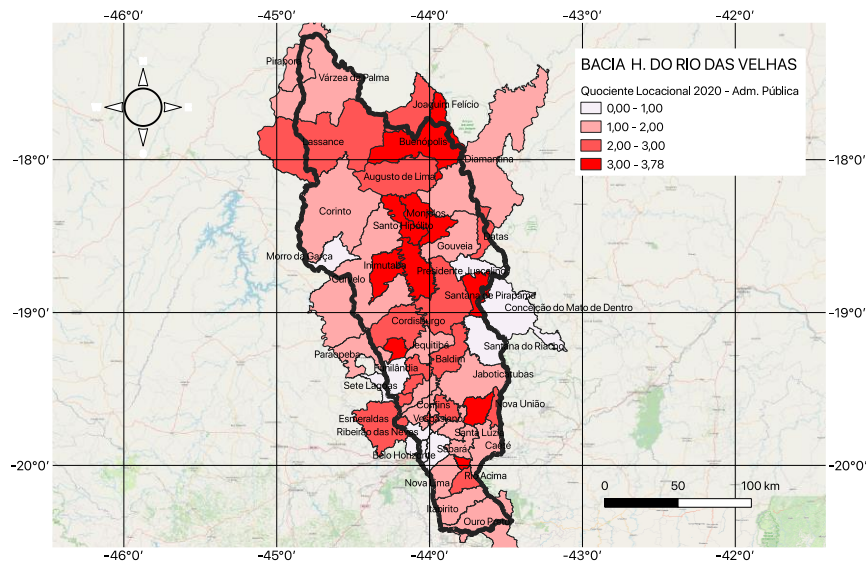 −46°0′ −45°0′ −44°0′ −43°0′ −42°0′
BACIA H. DO RIO DAS VELHAS
Quociente Locacional 2020 - Adm. Pública
0,00 - 1,00
1,00 - 2,00
2,00 - 3,00
3,00 - 3,78
Pirapora
Várzea da Palma
Joaquim Felício
Lassance
Buenópolis
−18°0′ −18°0′
Diamantina
Augusto de Lima
Corinto
Monjolos
Santo Hipólito
Datas
Gouveia
Morro da Garça
Inimutaba
Presidente Juscelino
Curvelo
Santana de Pirapama
Conceição do Mato de Dentro
−19°0′ −19°0′
Cordisburgo
Jequitibá
Santana do Riacho
Paraopeba
Baldim
Funilândia
Jaboticatubas
Sete Lagoas
Confins
Nova União
Esmeraldas
Vespasiano
Ribeirão das Neves
Santa Luzia
Caeté
Sabará
Belo Horizonte
−20°0′ −20°0′
Rio Acima
Nova Lima
Itabirito
Ouro Preto
0 50 100 km
−46°0′ −45°0′ −44°0′ −43°0′ −42°0′